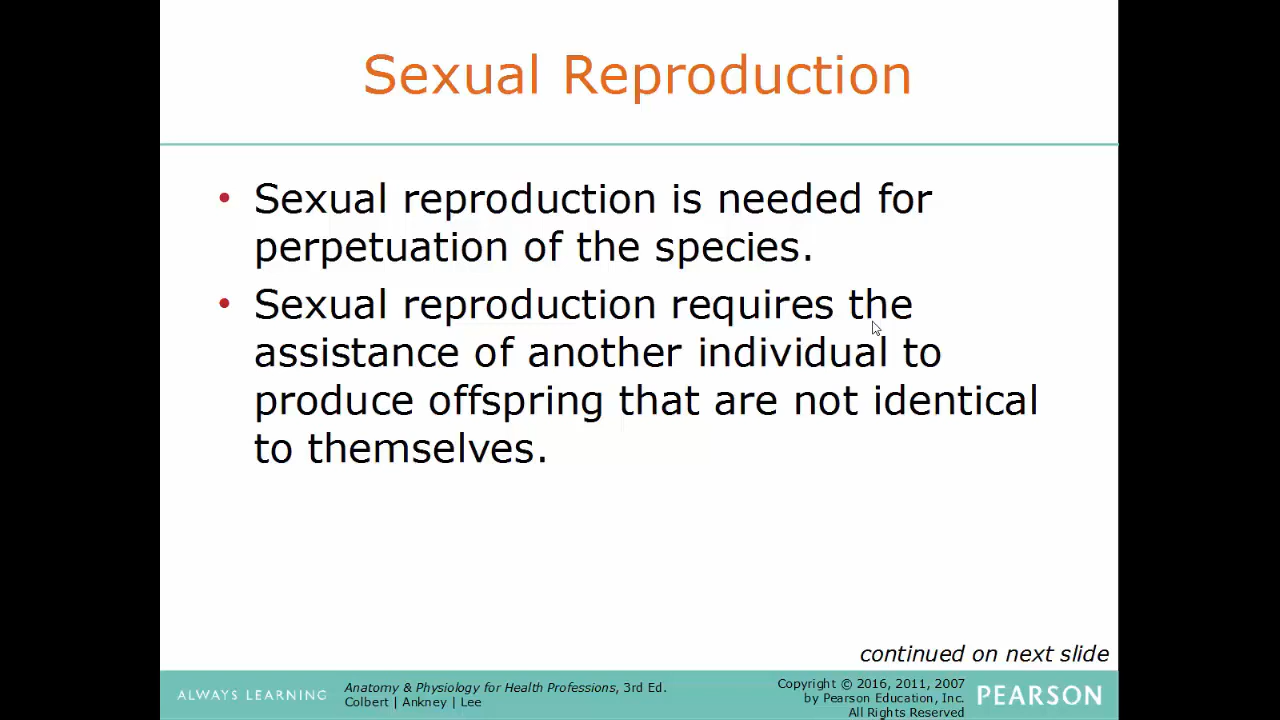 Sexual Reproduction
• Sexual reproduction is needed for
perpetuation of the species.
• Sexual reproduction requires the
assistance of another individual to
produce offspring that are not identical
to themselves.
continued on next slide
ALWAYS LEARNING
Anatomy & Physiology for Health Professions, 3rd Ed.
Colbert | Ankney | Lee
Copyright © 2016, 2011, 2007
by Pearson Education, Inc.
All Rights Reserved
PEARSON